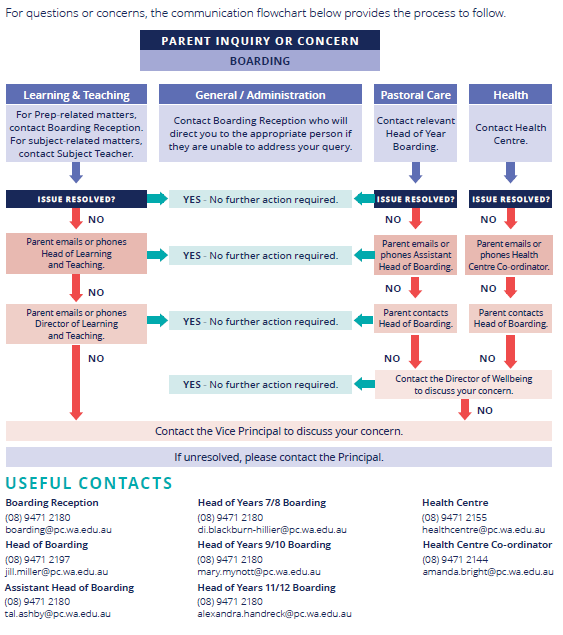 For questions or concerns, the communication flowchart below provides the process to follow.
PARENT INQUIRY OR CONCERN
BOARDING
Learning & Teaching
For Prep-related matters,
contact Boarding Reception.
For subject-related matters,
contact Subject Teacher.
General / Administration
Contact Boarding Reception who will
direct you to the appropriate person if
they are unable to address your query.
Pastoral Care
Contact relevant
Head of Year
Boarding.
Health
Contact Health
Centre.
ISSUE RESOLVED?
YES - No further action required.
ISSUE RESOLVED?
ISSUE RESOLVED?
NO
NO
NO
Parent emails or phones
Head of Learning
and Teaching.
YES - No further action required.
Parent emails or
phones Assistant
Head of Boarding.
Parent emails or
phones Health
Centre Co-ordinator.
NO
NO
NO
Parent emails or phones
Director of Learning
and Teaching.
YES - No further action required.
Parent contacts
Head of Boarding.
Parent contacts
Head of Boarding.
NO
NO
NO
YES - No further action required.
Contact the Director of Wellbeing
to discuss your concern.
NO
Contact the Vice Principal to discuss your concern.
If unresolved, please contact the Principal.
USEFUL CONTACTS
Boarding Reception
(08) 9471 2180
boarding@pc.wa.edu.au
Head of Boarding
(08) 9471 2197
jill.miller@pc.wa.edu.au
Assistant Head of Boarding
(08) 9471 2180
tal.ashby@pc.wa.edu.au
Head of Years 7/8 Boarding
(08) 9471 2180
di.blackburn-hillier@pc.wa.edu.au
Head of Years 9/10 Boarding
(08) 9471 2180
mary.mynott@pc.wa.edu.au
Head of Years 11/12 Boarding
(08) 9471 2180
alexandra.handreck@pc.wa.edu.au
Health Centre
(08) 9471 2155
healthcentre@pc.wa.edu.au
Health Centre Co-ordinator
(08) 9471 2144
amanda.bright@pc.wa.edu.au